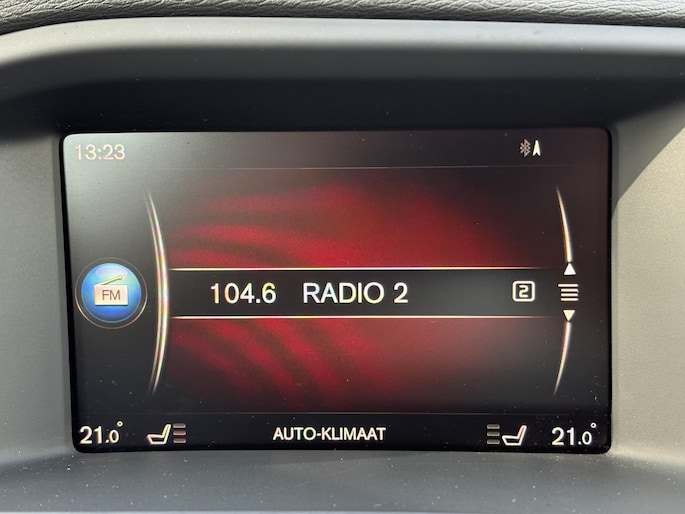 13:23
FM
104.6 RADIO 2 2
21.0° AUTO-KLIMAAT 21.0°